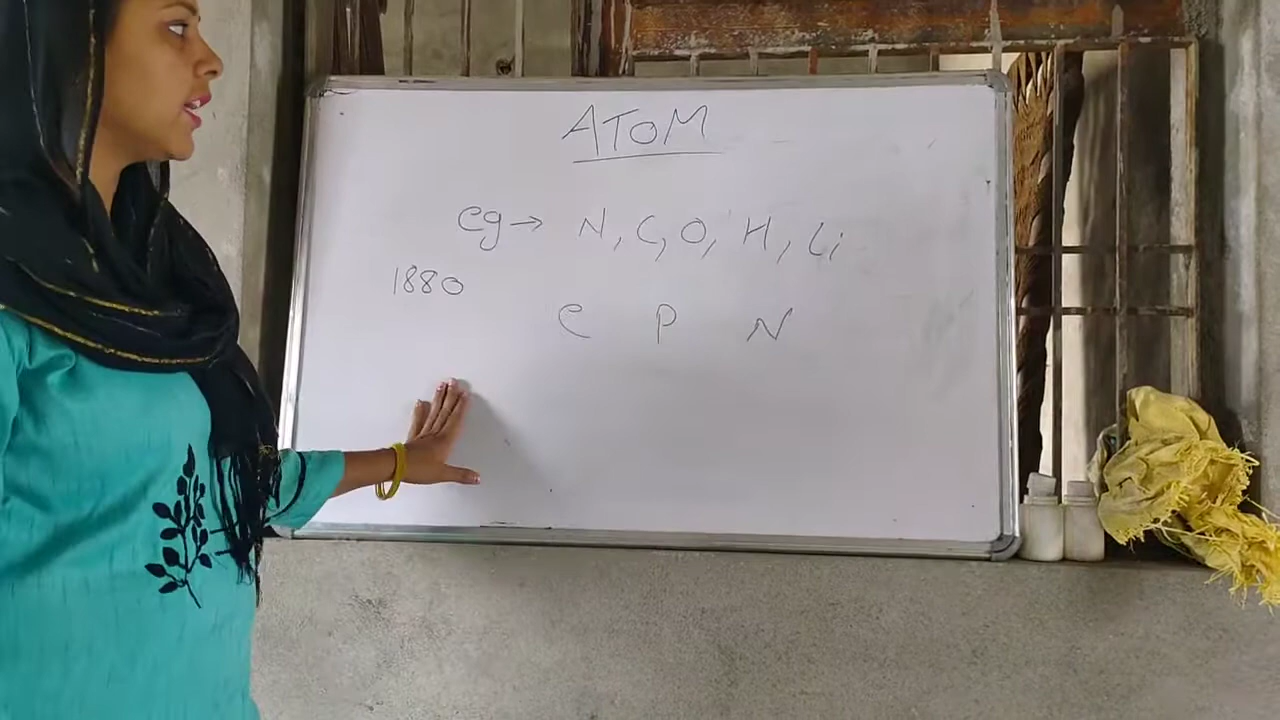 ATOM
eg → N, C, O, H, Li
1880
e P N